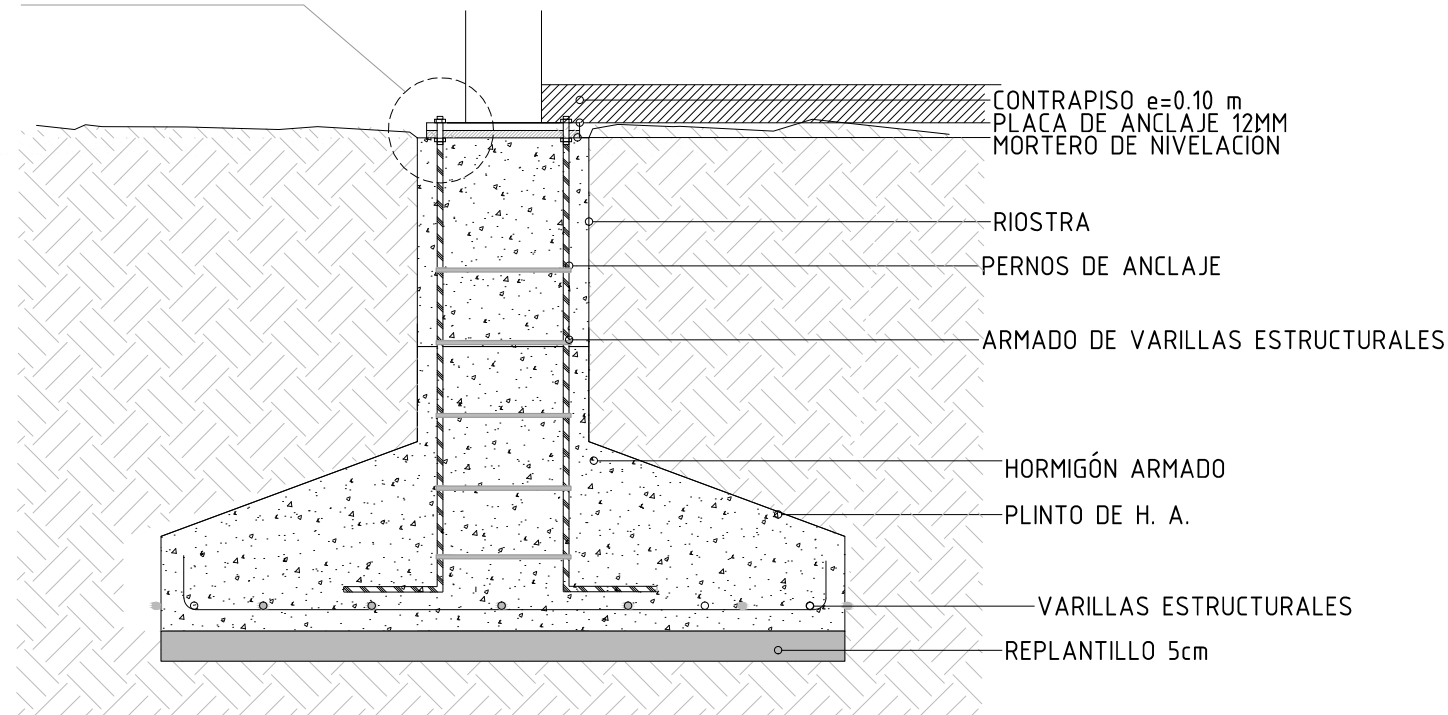 CONTRAPISO e=0.10 m
PLACA DE ANCLAJE 12MM
MORTERO DE NIVELACIÓN
RIOSTRA
PERNOS DE ANCLAJE
ARMADO DE VARILLAS ESTRUCTURALES
HORMIGÓN ARMADO
PLINTO DE H. A.
VARILLAS ESTRUCTURALES
REPLANTILLO 5cm